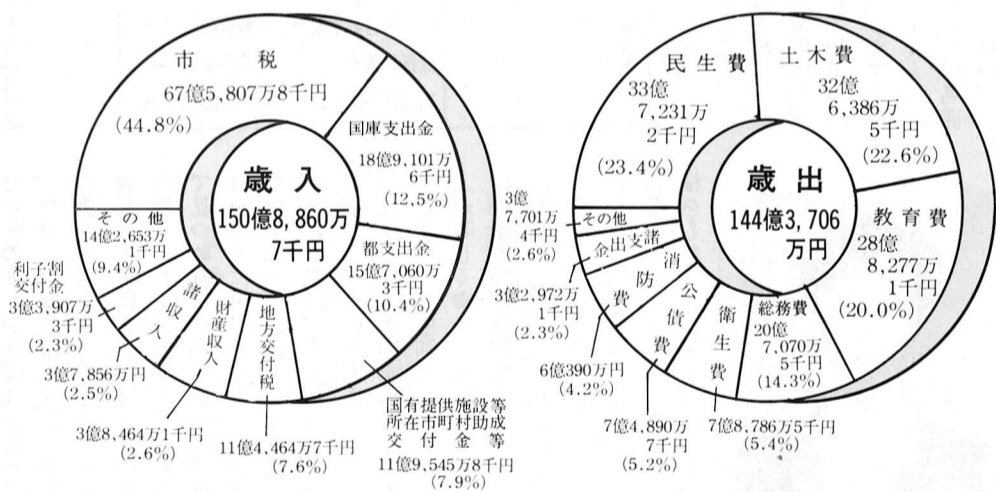 歳入
150億8,860万
7千円
市税
67億5,807万8千円
(44.8%)
国庫支出金
18億9,101万
6千円
(12.5%)
都支出金
15億7,060万
3千円
(10.4%)
国有提供施設等
所在市町村助成
交付金等
11億9,545万8千円
(7.9%)
地方交付税
11億4,464万7千円
(7.6%)
財産収入
3億8,464万1千円
(2.6%)
諸収入
3億7,856万円
(2.5%)
利子割
交付金
3億3,907万
3千円
(2.3%)
その他
14億2,653万
1千円
(9.4%)
歳出
144億3,706
万円
民生費
33億
7,231万
2千円
(23.4%)
土木費
32億
6,386万
5千円
(22.6%)
教育費
28億
8,277万
1千円
(20.0%)
総務費
20億
7,070万
5千円
(14.3%)
衛生費
7億8,786万5千円
(5.4%)
公債費
7億4,890万
7千円
(5.2%)
消防費
6億390万円
(4.2%)
諸支出金
3億2,972万
1千円
(2.3%)
その他
3億
7,701万
4千円
(2.6%)